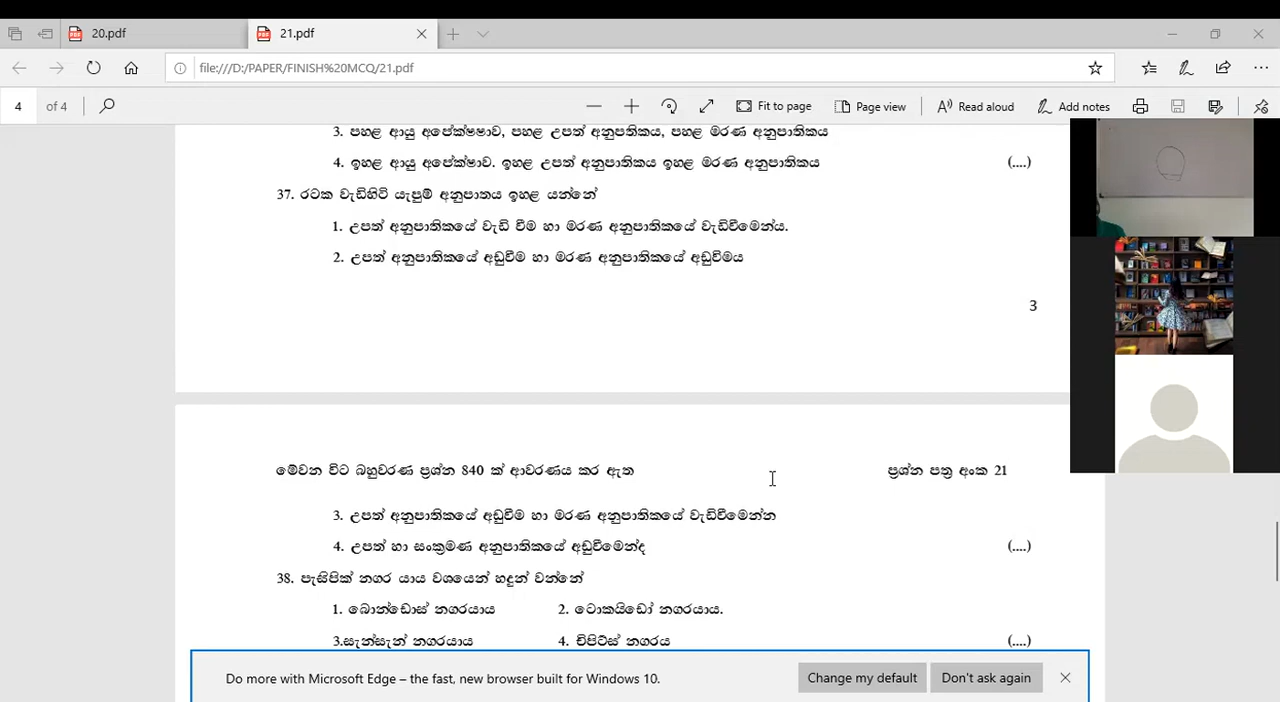 20.pdf
21.pdf
file:///D:/PAPER/FINISH%20MCQ/21.pdf
4 of 4
Fit to page
Page view
Read aloud
Add notes
3. පහළ ආයු අපේක්ෂාව, පහළ උපත් අනුපතිකය, පහළ මරණ අනුපාතිකය
4. ඉහළ ආයු අපේක්ෂාව. ඉහළ උපත් අනුපාතිකය ඉහළ මරණ අනුපාතිකය (....)
37. රටක වැඩිහිටි යැපුම් අනුපාතය ඉහළ යන්නේ
1. උපත් අනුපාතිකයේ වැඩි වීම හා මරණ අනුපාතිකයේ වැඩිවීමෙන්ය.
2. උපත් අනුපාතිකයේ අඩුවීම හා මරණ අනුපාතිකයේ අඩුවිමය
3
මේවන විට බහුවරණ ප්‍රශ්න 840 ක් ආවරණය කර ඇත
ප්‍රශ්න පත්‍ර අංක 21
3. උපත් අනුපාතිකයේ අඩුවීම හා මරණ අනුපාතිකයේ වැඩිවීමෙන්න
4. උපත් හා සංක්‍රමණ අනුපාතිකයේ අඩුවීමෙන්ද (....)
38. පැසිපික් නගර යාය වශයෙන් හදුන් වන්නේ
1. බොන්ඩොස් නගරයාය
2. ටොකයිඩෝ නගරයාය.
3.සැන්සැන් නගරයාය
4. චිපිට්ස් නගරය (....)
Do more with Microsoft Edge – the fast, new browser built for Windows 10.
Change my default
Don't ask again